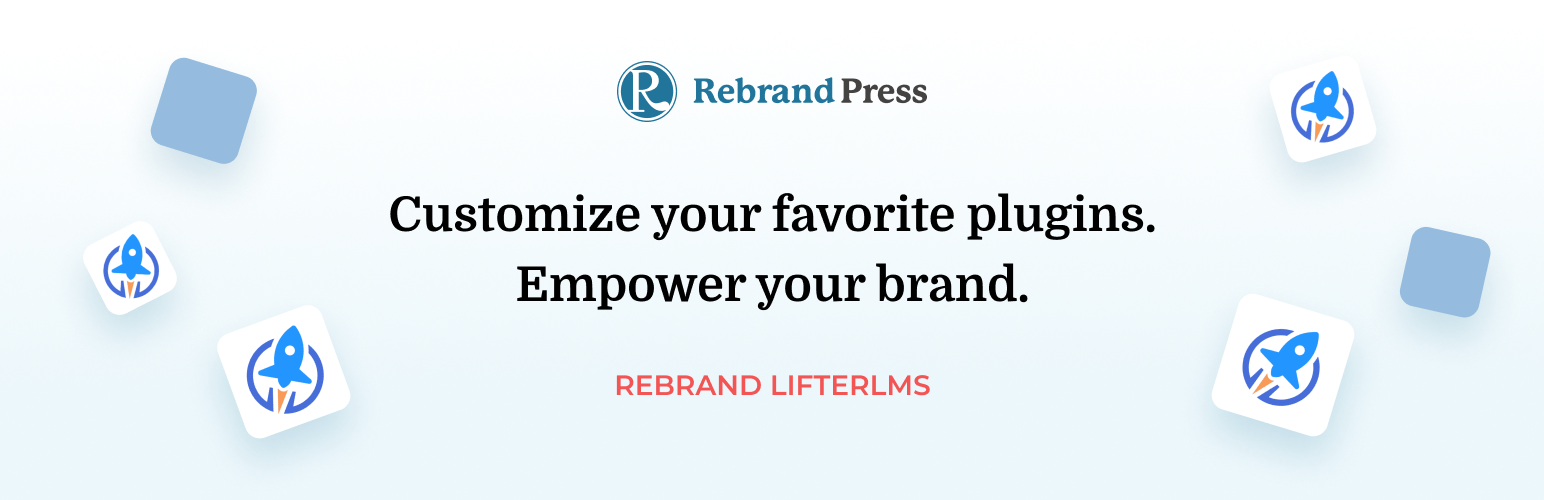 R Rebrand Press
Customize your favorite plugins.
Empower your brand.
REBRAND LIFTERLMS